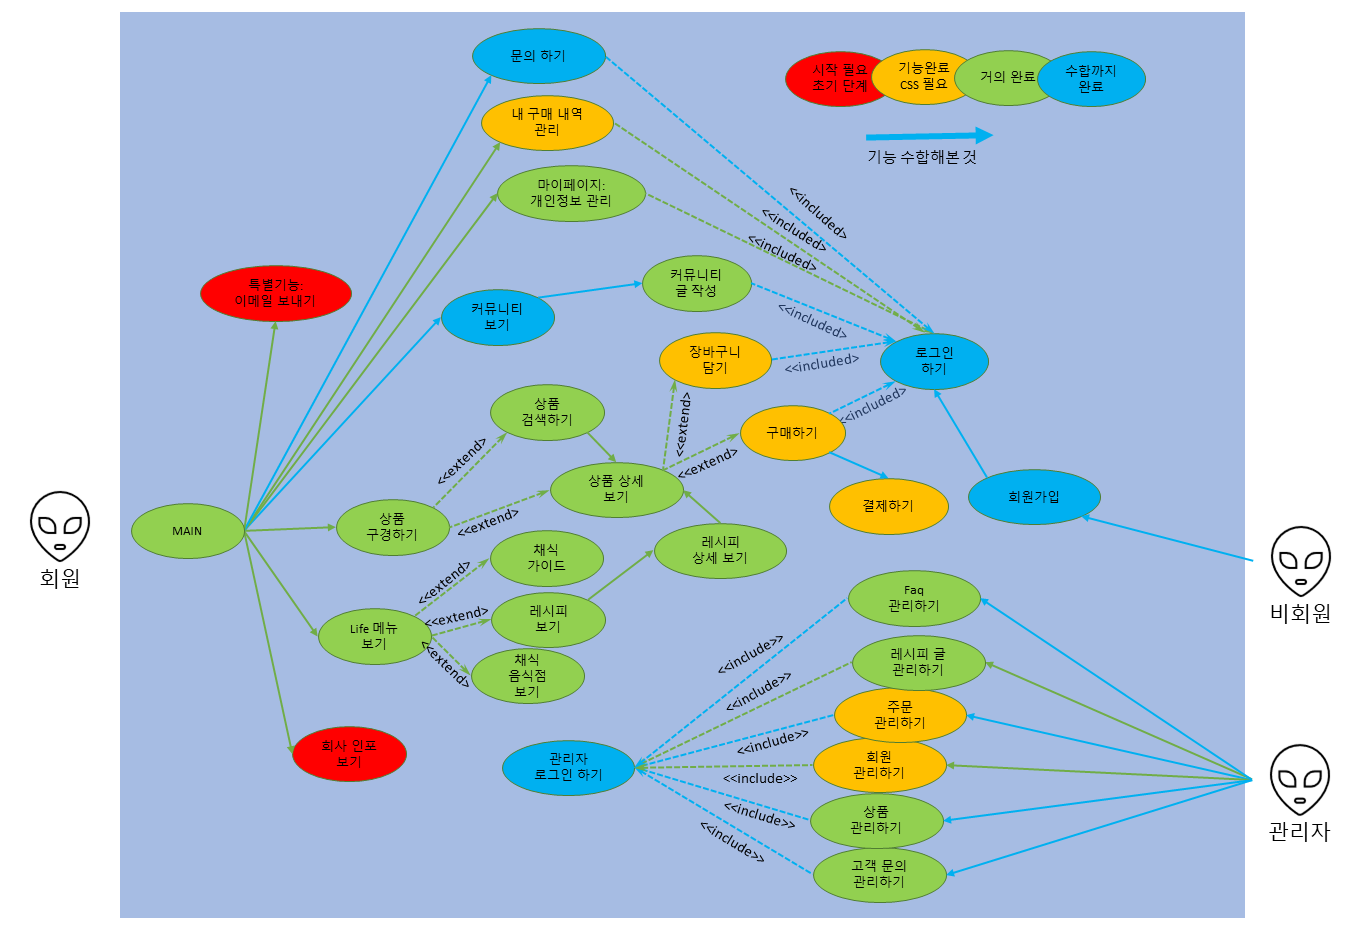 문의 하기
내 구매 내역
관리
마이페이지:
개인정보 관리
시작 필요
초기 단계
기능완료
css 필요
거의 완료
수합까지
완료
기능 수합해본 것
<<included>
<<included>
<<included>
특별기능:
이메일 보내기
커뮤니티
보기
커뮤니티
글 작성
<<included>
장바구니
담기
<<included>
로그인
하기
<<included>
상품
검색하기
<<extend>
<<extend>
구매하기
<<extend>
상품 상세
보기
결제하기
회원가입
MAIN
상품
구경하기
<<extend>
채식
가이드
레시피
상세 보기
회원
비회원
<<extend>
Life 메뉴
보기
<<extend>
레시피
보기
<<extend>
채식
음식점
보기
회사 인포
보기
Faq
관리하기
<<include>>
레시피 글
관리하기
<<include>>
주문
관리하기
<<include>>
관리자
로그인 하기
회원
관리하기
<<include>>
상품
관리하기
<<include>>
고객 문의
관리하기
<<include>>
관리자